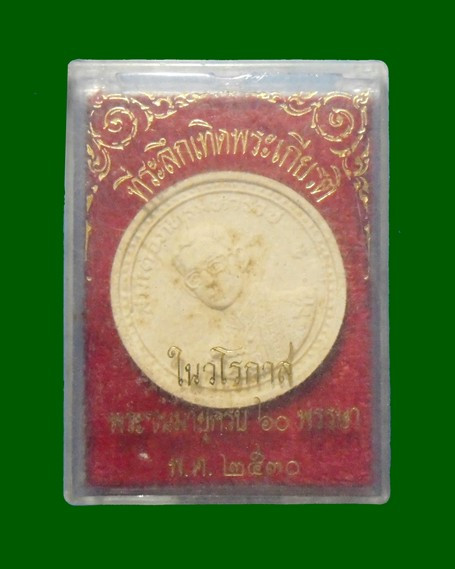 ที่ระลึกเทิดพระเกียรติ
ในวโรกาส
พระชนมายุครบ ๖๐ พรรษา
พ.ศ. ๒๕๓๐